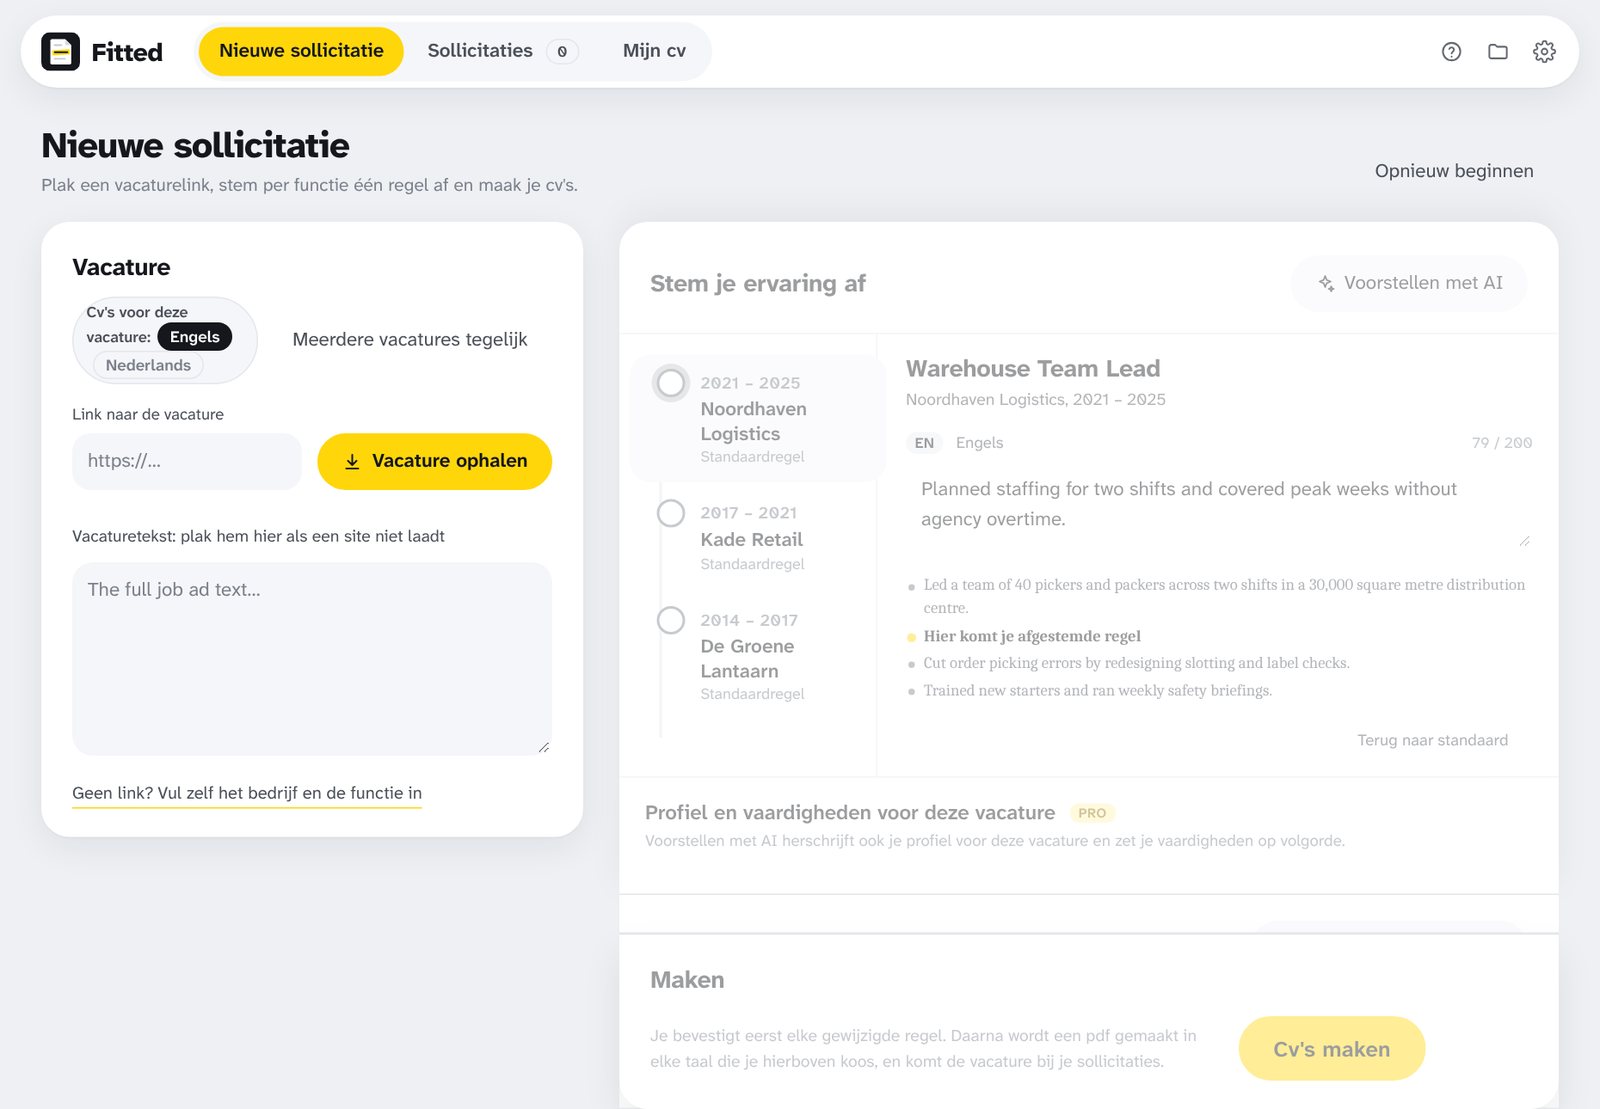 Fitted
Nieuwe sollicitatie
Sollicitaties 0
Mijn cv
Nieuwe sollicitatie
Plak een vacaturelink, stem per functie één regel af en maak je cv's.
Opnieuw beginnen
Vacature
Cv's voor deze
vacature: Engels
Nederlands
Meerdere vacatures tegelijk
Link naar de vacature
https://...
Vacature ophalen
Vacaturetekst: plak hem hier als een site niet laadt
The full job ad text...
Geen link? Vul zelf het bedrijf en de functie in
Stem je ervaring af
Voorstellen met AI
2021 – 2025
Noordhaven
Logistics
Standaardregel
2017 – 2021
Kade Retail
Standaardregel
2014 – 2017
De Groene
Lantaarn
Standaardregel
Warehouse Team Lead
Noordhaven Logistics, 2021 – 2025
EN Engels
79 / 200
Planned staffing for two shifts and covered peak weeks without
agency overtime.
Led a team of 40 pickers and packers across two shifts in a 30,000 square metre distribution
centre.
Hier komt je afgestemde regel
Cut order picking errors by redesigning slotting and label checks.
Trained new starters and ran weekly safety briefings.
Terug naar standaard
Profiel en vaardigheden voor deze vacature PRO
Voorstellen met AI herschrijft ook je profiel voor deze vacature en zet je vaardigheden op volgorde.
Maken
Je bevestigt eerst elke gewijzigde regel. Daarna wordt een pdf gemaakt in
elke taal die je hierboven koos, en komt de vacature bij je sollicitaties.
Cv's maken